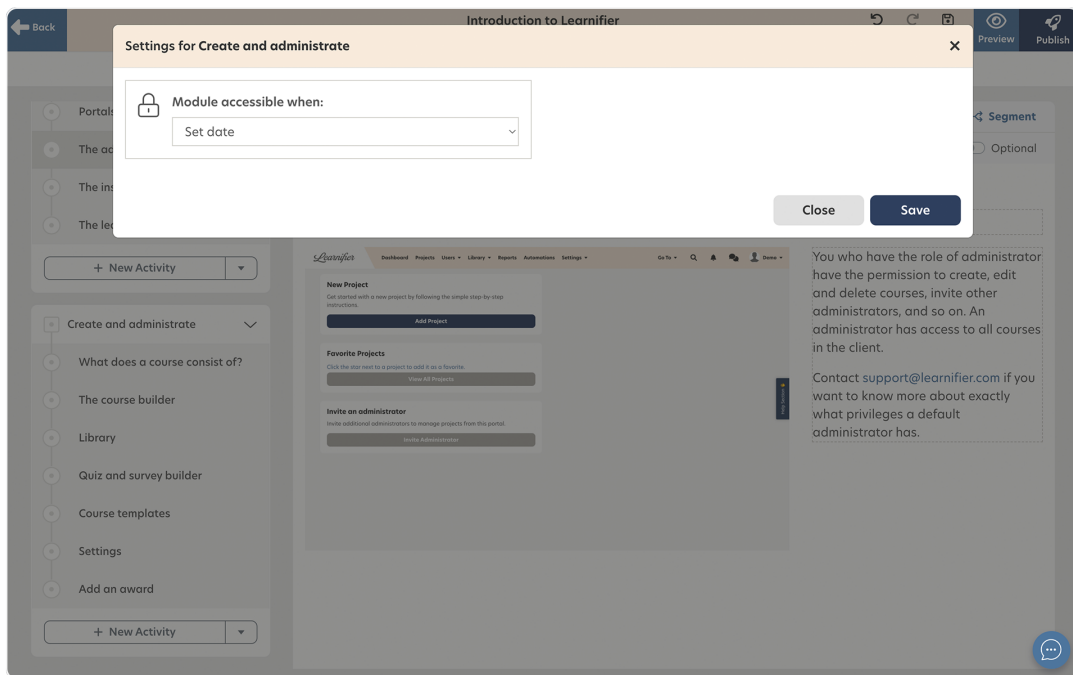 Back
Introduction to Learnifier
Preview
Publish
Settings for Create and administrate
Module accessible when:
Set date
Close
Save
Portals
The ad
The ins
The lea
+ New Activity
Create and administrate
What does a course consist of?
The course builder
Library
Quiz and survey builder
Course templates
Settings
Add an award
+ New Activity
Segment
Optional
Learnifier
Dashboard Projects Users Library Reports Automations Settings Go To Demo
New Project
Get started with a new project by following the simple step-by-step
instructions.
Add Project
Favorite Projects
Click the star next to a project to add it as a favorite.
View All Projects
Invite an administrator
Invite additional administrators to manage projects from this portal.
Invite Administrator
You who have the role of administrator
have the permission to create, edit
and delete courses, invite other
administrators, and so on. An
administrator has access to all courses
in the client.
Contact support@learnifier.com if you
want to know more about exactly
what privileges a default
administrator has.